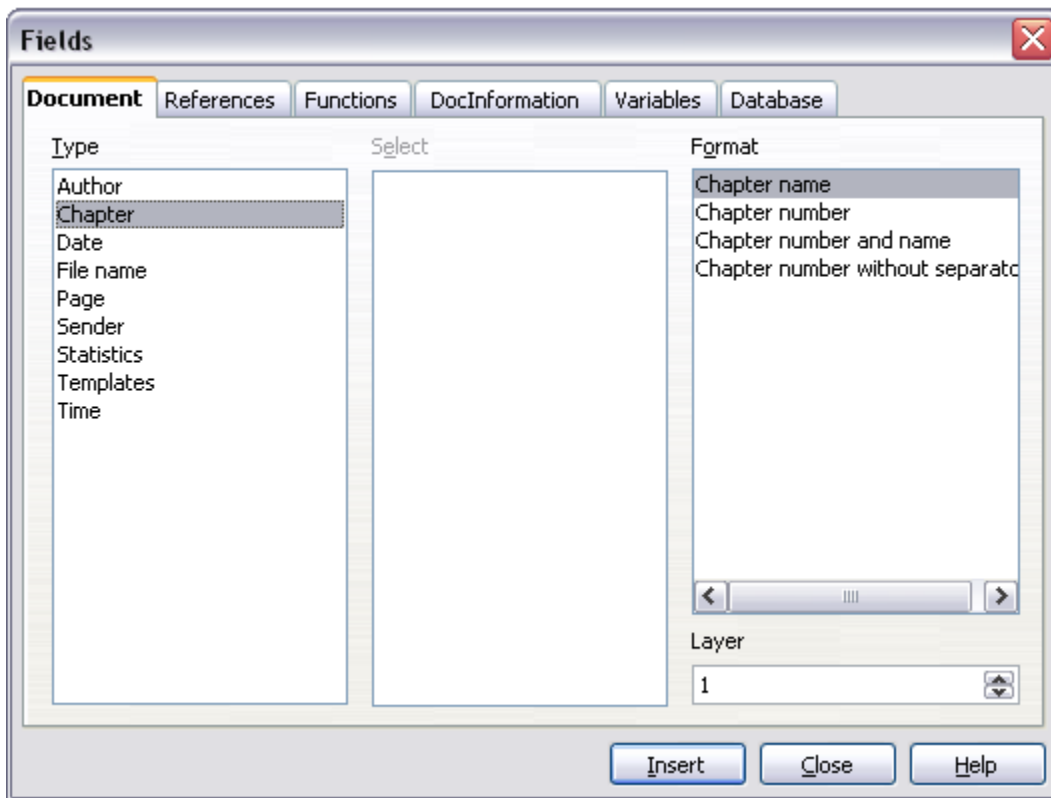 Fields
Document References Functions DocInformation Variables Database
Type
Author
Chapter
Date
File name
Page
Sender
Statistics
Templates
Time
Select
Format
Chapter name
Chapter number
Chapter number and name
Chapter number without separato
Layer
1
Insert Close Help